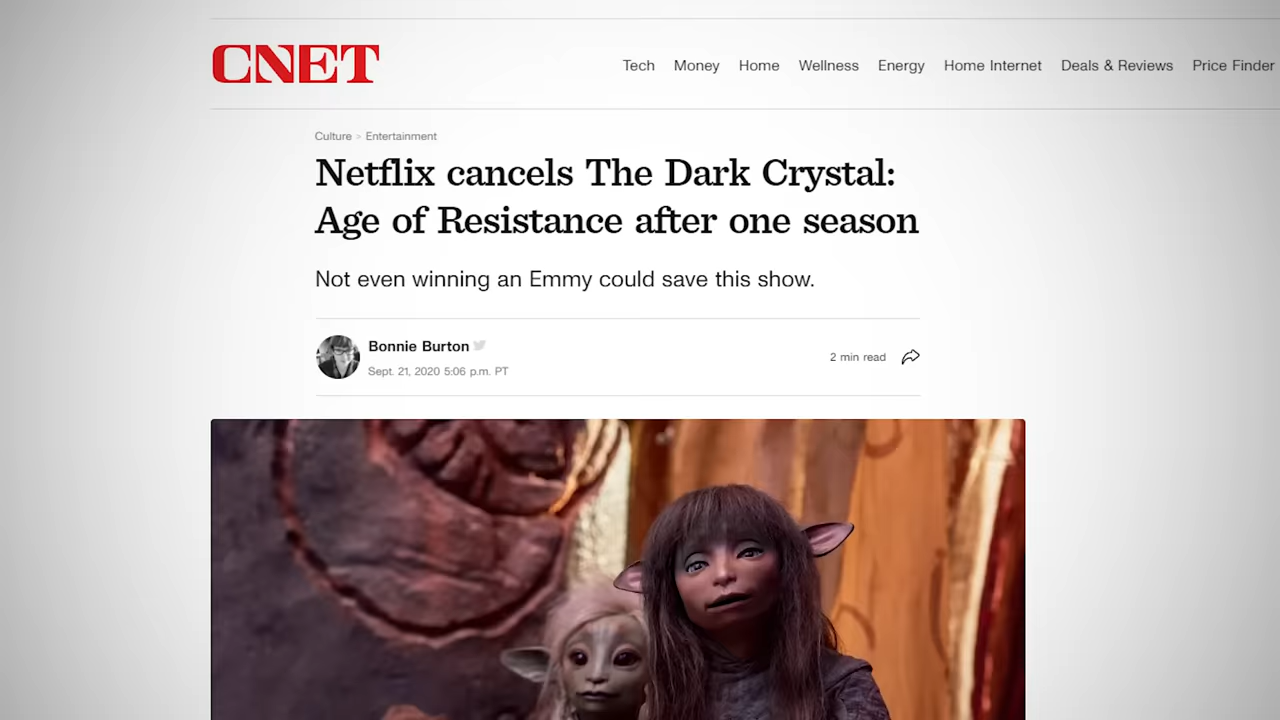 CNET
Tech Money Home Wellness Energy Home Internet Deals & Reviews Price Finder
Culture > Entertainment
Netflix cancels The Dark Crystal:
Age of Resistance after one season
Not even winning an Emmy could save this show.
Bonnie Burton
Sept. 21, 2020 5:06 p.m. PT
2 min read